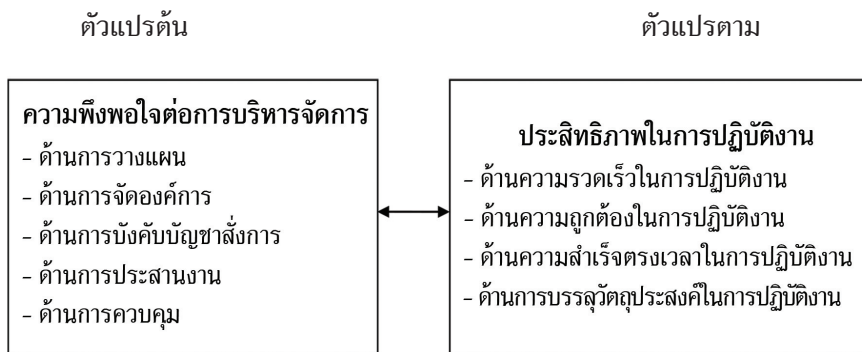 ตัวแปรต้น
ตัวแปรตาม
ความพึงพอใจต่อการบริหารจัดการ
- ด้านการวางแผน
- ด้านการจัดองค์การ
- ด้านการบังคับบัญชาสั่งการ
- ด้านการประสานงาน
- ด้านการควบคุม
ประสิทธิภาพในการปฏิบัติงาน
- ด้านความรวดเร็วในการปฏิบัติงาน
- ด้านความถูกต้องในการปฏิบัติงาน
- ด้านความสำเร็จตรงเวลาในการปฏิบัติงาน
- ด้านการบรรลุวัตถุประสงค์ในการปฏิบัติงาน